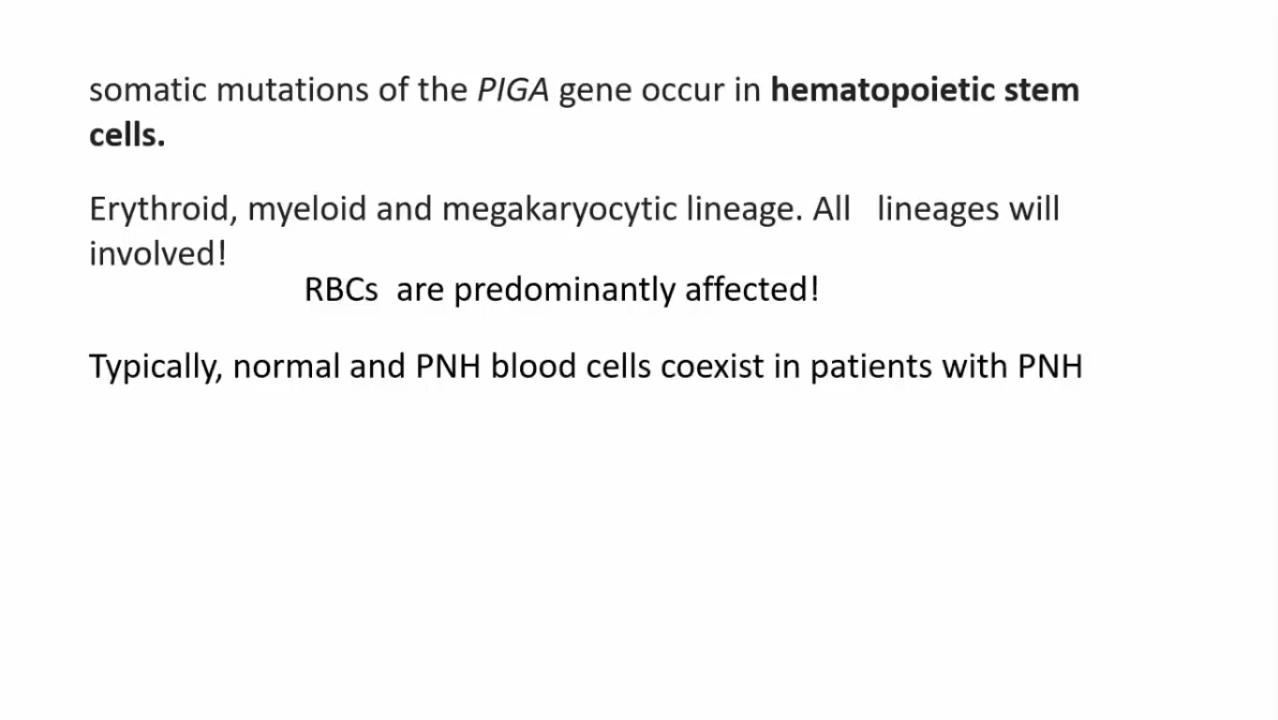 somatic mutations of the PIGA gene occur in hematopoietic stem
cells.
Erythroid, myeloid and megakaryocytic lineage. All   lineages will
involved!
RBCs  are predominantly affected!
Typically, normal and PNH blood cells coexist in patients with PNH